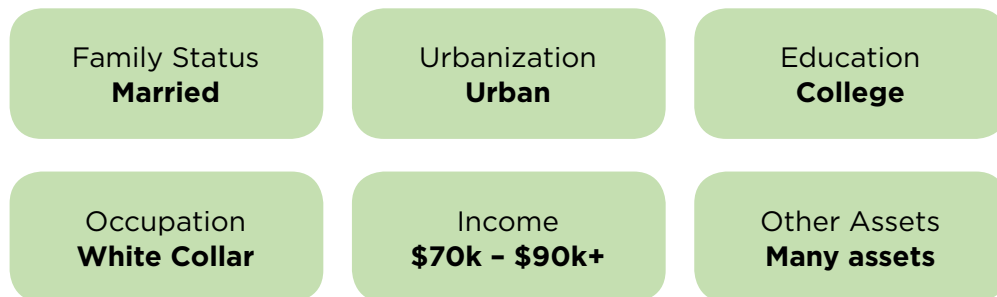 Family Status
Married
Urbanization
Urban
Education
College
Occupation
White Collar
Income
$70k – $90k+
Other Assets
Many assets